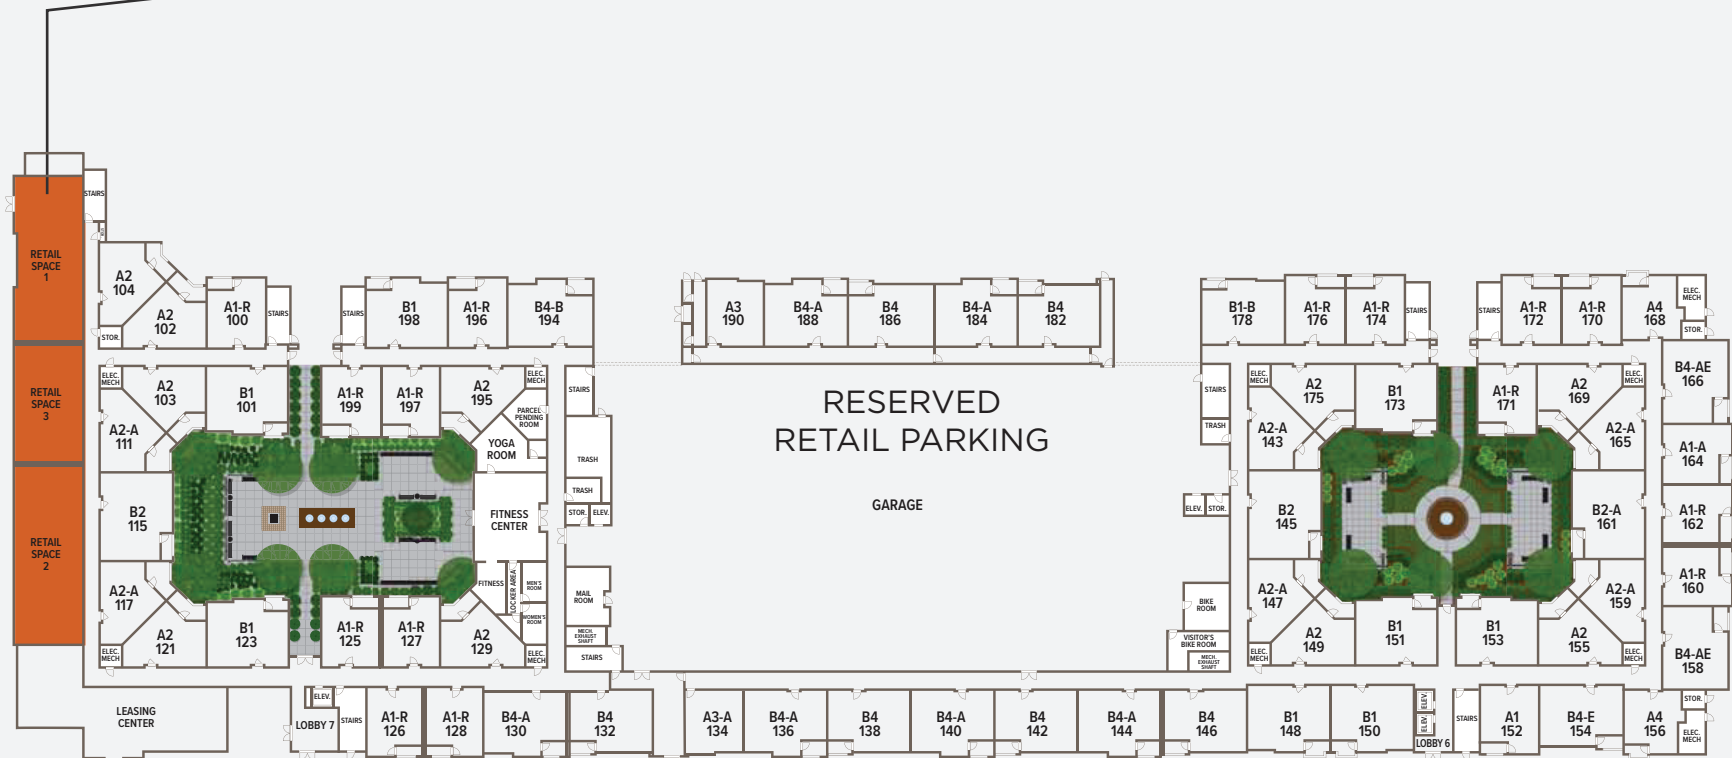 STAIRS
RETAIL
SPACE
1
RETAIL
SPACE
3
RETAIL
SPACE
2
A2
104
A2
102
STOR.
A1-R
100
STAIRS
STAIRS
B1
198
A1-R
196
B4-B
194
A3
190
B4-A
188
B4
186
B4-A
184
B4
182
B1-B
178
A1-R
176
A1-R
174
STAIRS
STAIRS
A1-R
172
A1-R
170
A4
168
ELEC.
MECH
STOR.
ELEC.
MECH
A2
103
A2-A
111
B1
101
A1-R
199
A1-R
197
A2
195
ELEC.
MECH
PARCEL
PENDING
ROOM
YOGA
ROOM
B2
115
FITNESS
CENTER
FITNESS
LOCKER AREA
MEN'S
ROOM
WOMEN'S
ROOM
A2-A
117
A2
121
ELEC.
MECH
B1
123
A1-R
125
A1-R
127
A2
129
ELEC.
MECH
STAIRS
TRASH
TRASH
STOR.
ELEV.
MAIL
ROOM
MECH.
EXHAUST
SHAFT
STAIRS
RESERVED
RETAIL PARKING
GARAGE
STAIRS
TRASH
ELEV.
STOR.
BIKE
ROOM
VISITOR'S
BIKE ROOM
MECH.
EXHAUST
SHAFT
ELEC.
MECH
A2
175
A2-A
143
B1
173
A1-R
171
A2
169
ELEC.
MECH
A2-A
165
B2
145
B2-A
161
A2-A
147
A2
149
ELEC.
MECH
B1
151
B1
153
A2-A
159
A2
155
ELEC.
MECH
B4-AE
166
A1-A
164
A1-R
162
A1-R
160
B4-AE
158
LEASING
CENTER
ELEV.
LOBBY 7
STAIRS
A1-R
126
A1-R
128
B4-A
130
B4
132
A3-A
134
B4-A
136
B4
138
B4-A
140
B4
142
B4-A
144
B4
146
B1
148
B1
150
ELEV.
ELEV.
LOBBY 6
STAIRS
A1
152
B4-E
154
A4
156
STOR.
ELEC.
MECH